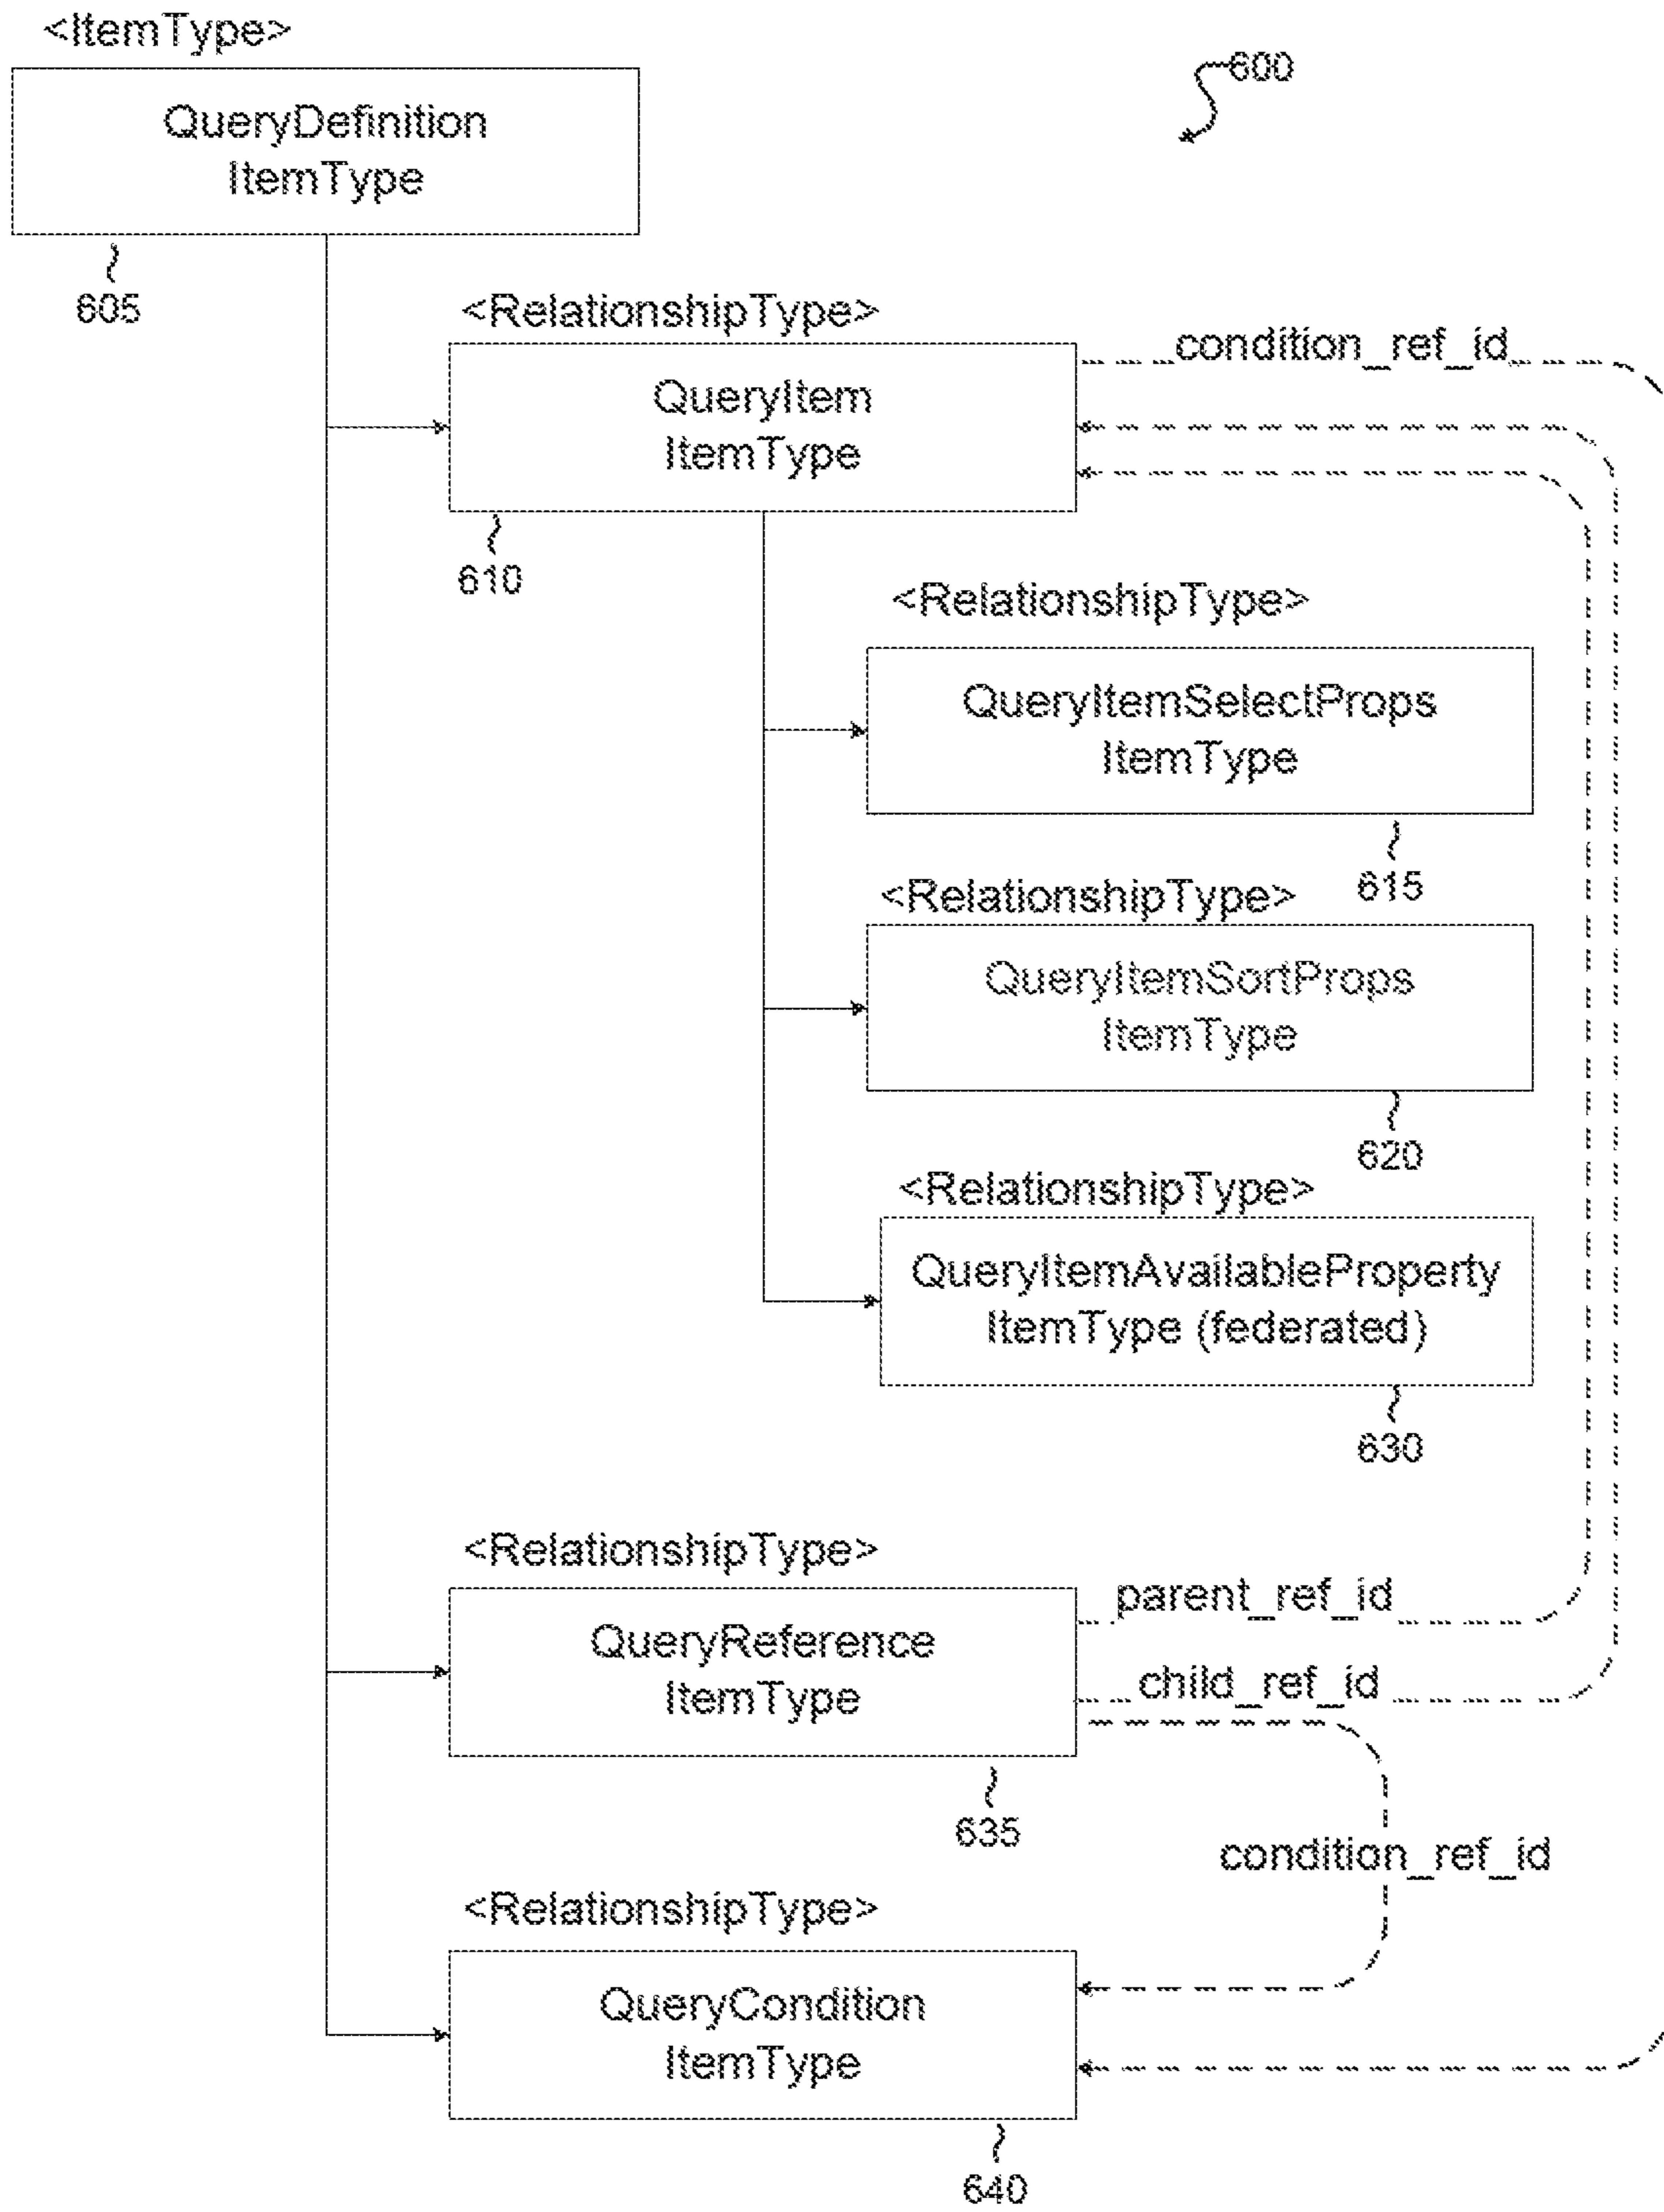 <ItemType>
600
QueryDefinition
ItemType
605
<RelationshipType>
condition_ref_id
QueryItem
ItemType
610
<RelationshipType>
QueryItemSelectProps
ItemType
615
<RelationshipType>
QueryItemSortProps
ItemType
620
<RelationshipType>
QueryItemAvailableProperty
ItemType (federated)
630
<RelationshipType>
parent_ref_id
QueryReference
ItemType
child_ref_id
635
condition_ref_id
<RelationshipType>
QueryCondition
ItemType
640